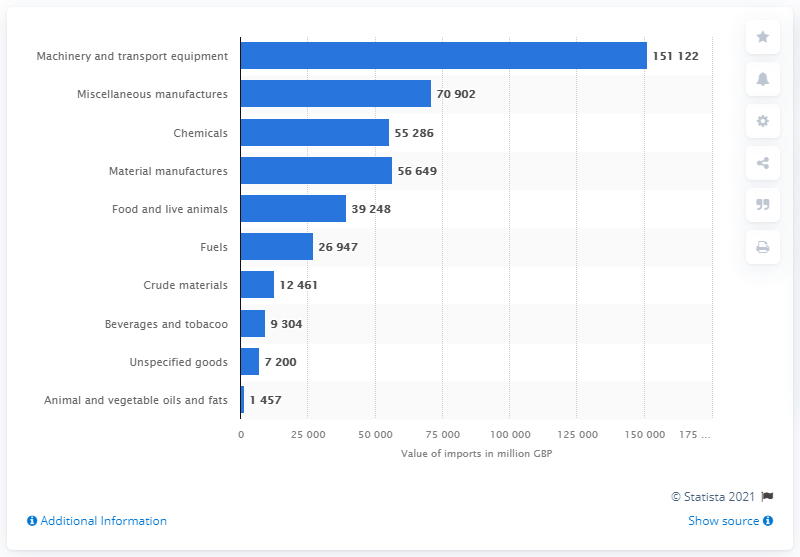 Machinery and transport equipment 151 122
Miscellaneous manufactures 70 902
Chemicals 55 286
Material manufactures 56 649
Food and live animals 39 248
Fuels 26 947
Crude materials 12 461
Beverages and tobacoo 9 304
Unspecified goods 7 200
Animal and vegetable oils and fats 1 457
0 25 000 50 000 75 000 100 000 125 000 150 000 175 ...
Value of imports in million GBP
© Statista 2021
Additional Information Show source